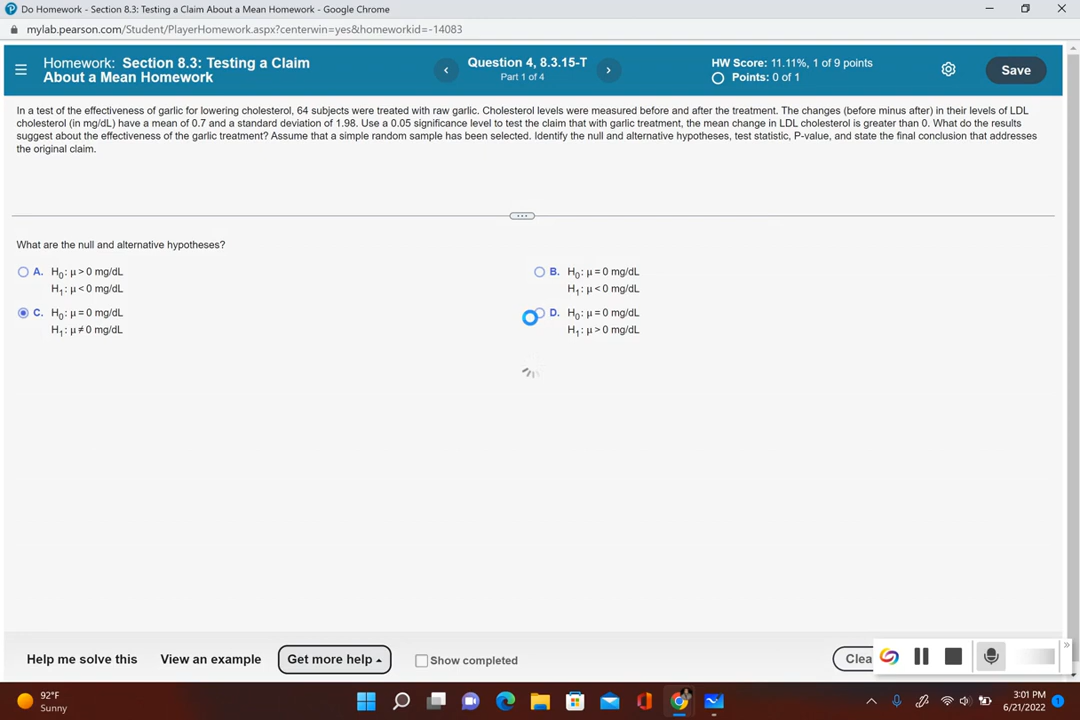 Do Homework - Section 8.3: Testing a Claim About a Mean Homework - Google Chrome
mylab.pearson.com/Student/PlayerHomework.aspx?centerwin=yes&homeworkid=-14083
Homework: Section 8.3: Testing a Claim
About a Mean Homework
Question 4, 8.3.15-T
Part 1 of 4
HW Score: 11.11%, 1 of 9 points
Points: 0 of 1
Save
In a test of the effectiveness of garlic for lowering cholesterol, 64 subjects were treated with raw garlic. Cholesterol levels were measured before and after the treatment. The changes (before minus after) in their levels of LDL
cholesterol (in mg/dL) have a mean of 0.7 and a standard deviation of 1.98. Use a 0.05 significance level to test the claim that with garlic treatment, the mean change in LDL cholesterol is greater than 0. What do the results
suggest about the effectiveness of the garlic treatment? Assume that a simple random sample has been selected. Identify the null and alternative hypotheses, test statistic, P-value, and state the final conclusion that addresses
the original claim.
What are the null and alternative hypotheses?
A. H0: μ > 0 mg/dL
H1: μ < 0 mg/dL
B. H0: μ = 0 mg/dL
H1: μ < 0 mg/dL
C. H0: μ = 0 mg/dL
H1: μ ≠ 0 mg/dL
D. H0: μ = 0 mg/dL
H1: μ > 0 mg/dL
Help me solve this
View an example
Get more help
Show completed
Clea
92°F
Sunny
3:01 PM
6/21/2022
1